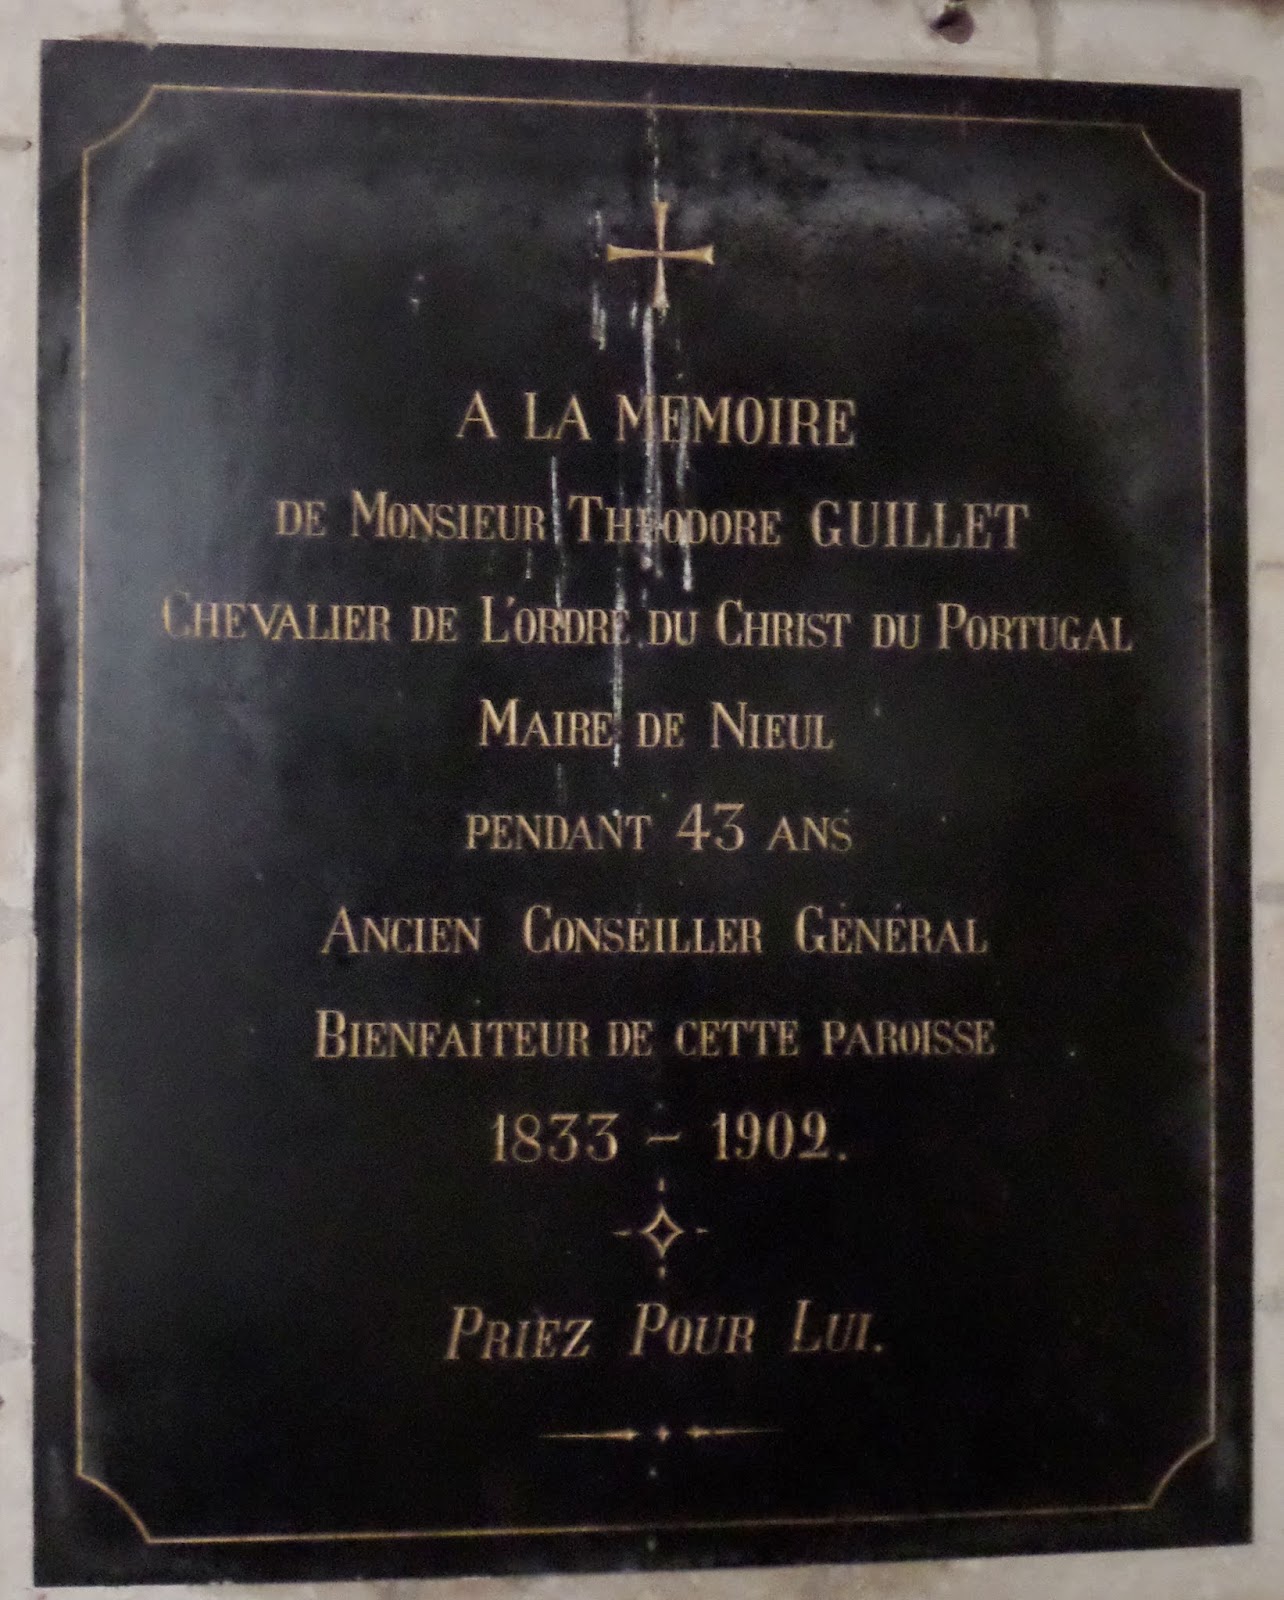 A LA MEMOIRE
DE MONSIEUR THEODORE GUILLET
CHEVALIER DE L'ORDRE DU CHRIST DU PORTUGAL
MAIRE DE NIEUL
PENDANT 43 ANS
ANCIEN CONSEILLER GÉNÉRAL
BIENFAITEUR DE CETTE PAROISSE
1833 – 1902.
PRIEZ POUR LUI.